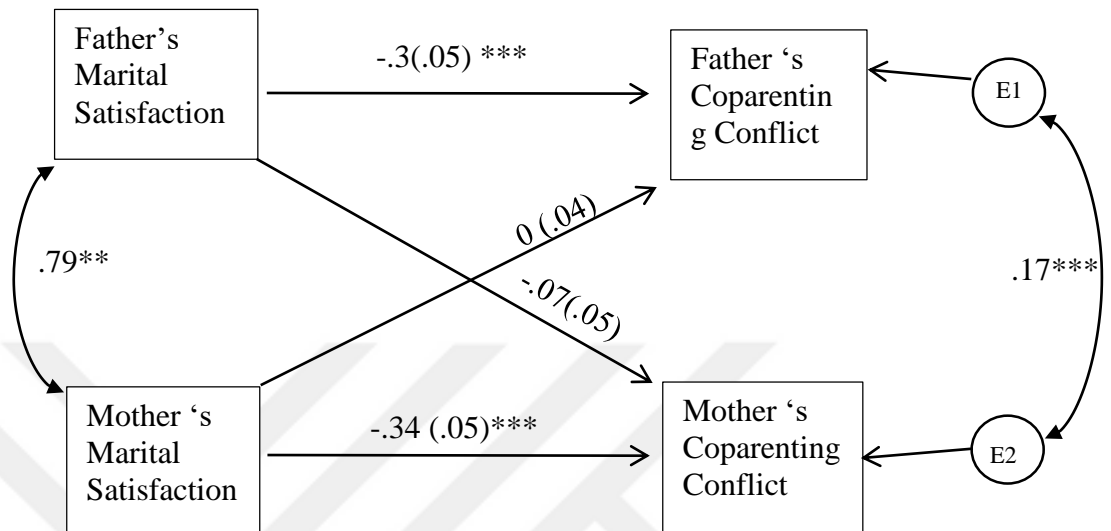 Father's
Marital
Satisfaction
-.3(.05) ***
Father ‘s
Coparentin
g Conflict
E1
.79**
0 (.04)
-.07(.05)
.17***
Mother ‘s
Marital
Satisfaction
-.34 (.05)***
Mother ‘s
Coparenting
Conflict
E2